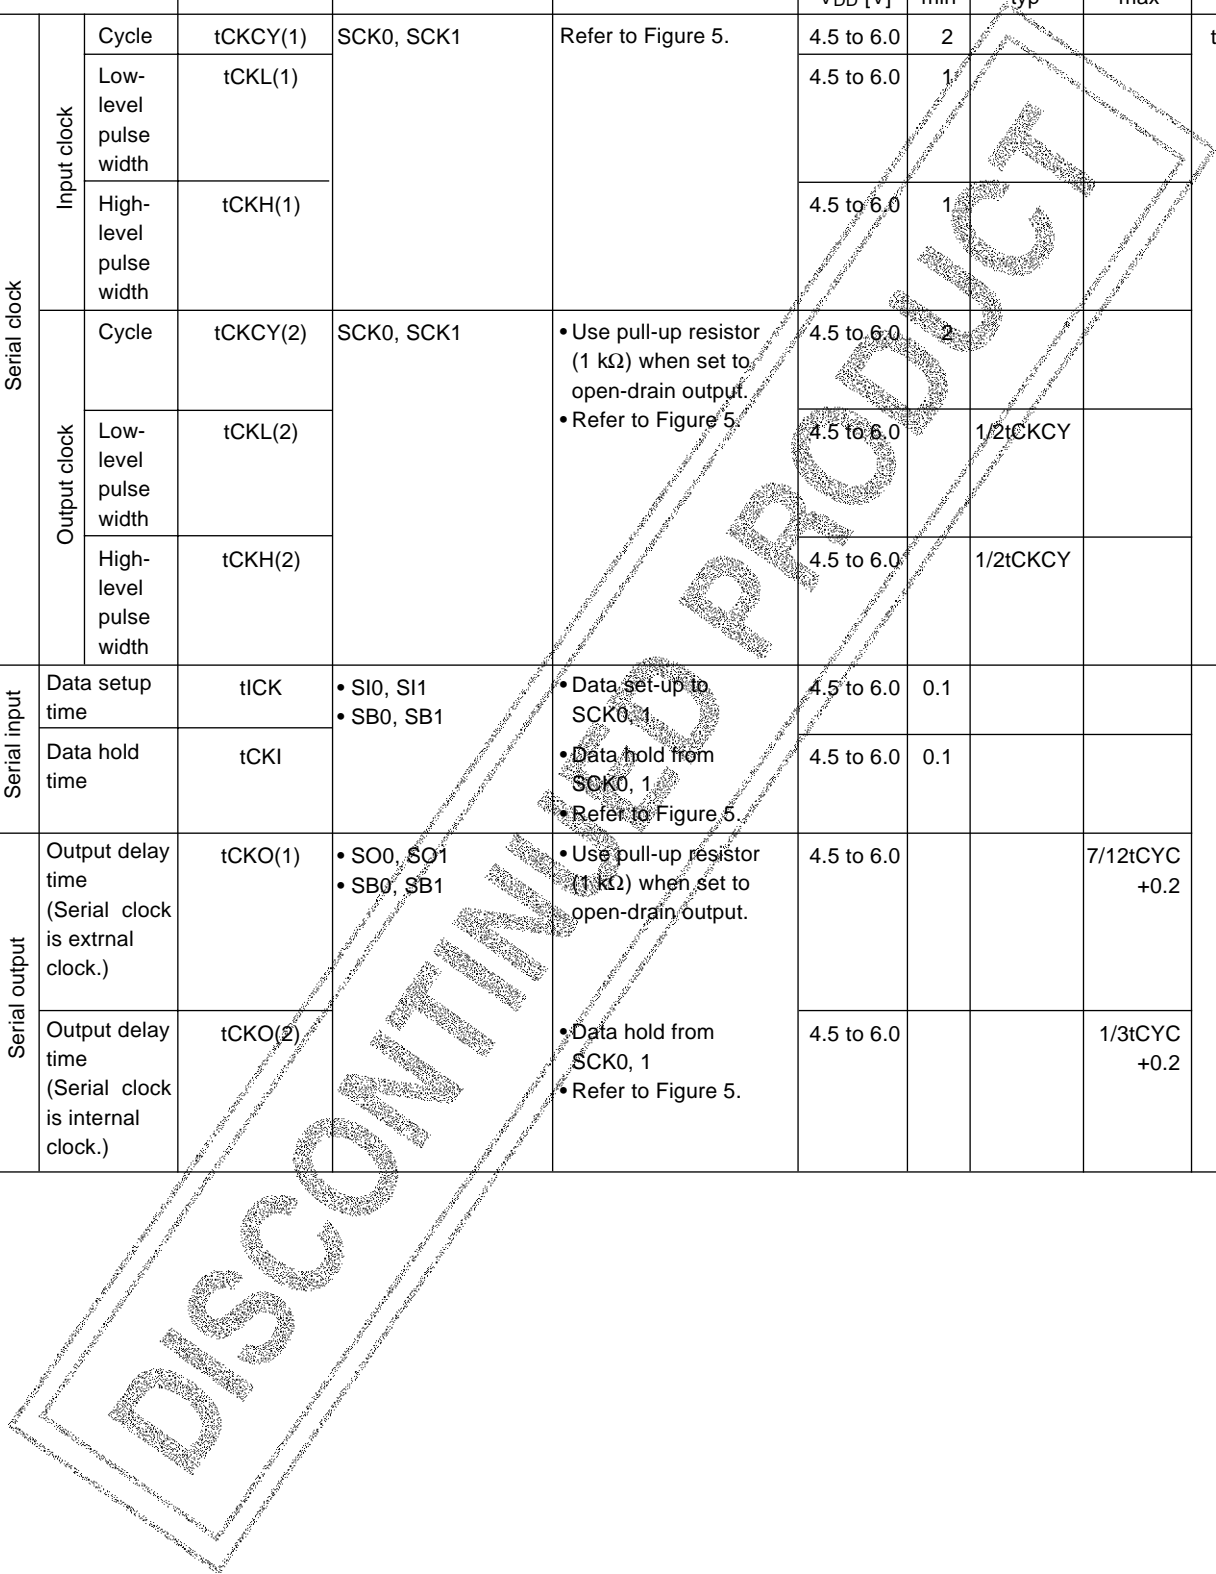 VDD [V] min typ max
Serial clock
Input clock
Cycle tCKCY(1) SCK0, SCK1 Refer to Figure 5. 4.5 to 6.0 2
Low- tCKL(1) 4.5 to 6.0 1
level
pulse
width
High- tCKH(1) 4.5 to 6.0 1
level
pulse
width
Output clock
Cycle tCKCY(2) SCK0, SCK1 • Use pull-up resistor 4.5 to 6.0 2
(1 kΩ) when set to
open-drain output.
• Refer to Figure 5.
Low- tCKL(2) 4.5 to 6.0 1/2tCKCY
level
pulse
width
High- tCKH(2) 4.5 to 6.0 1/2tCKCY
level
pulse
width
Serial input
Data setup tICK • SI0, SI1 • Data set-up to 4.5 to 6.0 0.1
time • SB0, SB1 SCK0, 1
Data hold tCKI • Data hold from 4.5 to 6.0 0.1
time SCK0, 1
• Refer to Figure 5.
Serial output
Output delay tCKO(1) • SO0, SO1 • Use pull-up resistor 4.5 to 6.0 7/12tCYC
time • SB0, SB1 (1 kΩ) when set to +0.2
(Serial clock open-drain output.
is extrnal
clock.)
Output delay tCKO(2) • Data hold from 4.5 to 6.0 1/3tCYC
time SCK0, 1 +0.2
(Serial clock • Refer to Figure 5.
is internal
clock.)
DISCONTINUED PRODUCT